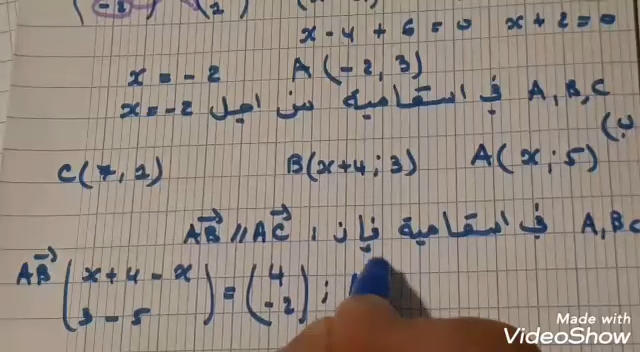 x - 4 + 6 = 0   x + 2 = 0
x = -2   A(-2, 3)
A, B, C في استقامية من اجل x = -2
ب)
A(x; 5)   B(x+4; 3)   C(7, 1)
A, B C في استقامية فإن : AB // AC
AB (x+4-x 3-5) = (4 -2) ;
Made with
VideoShow